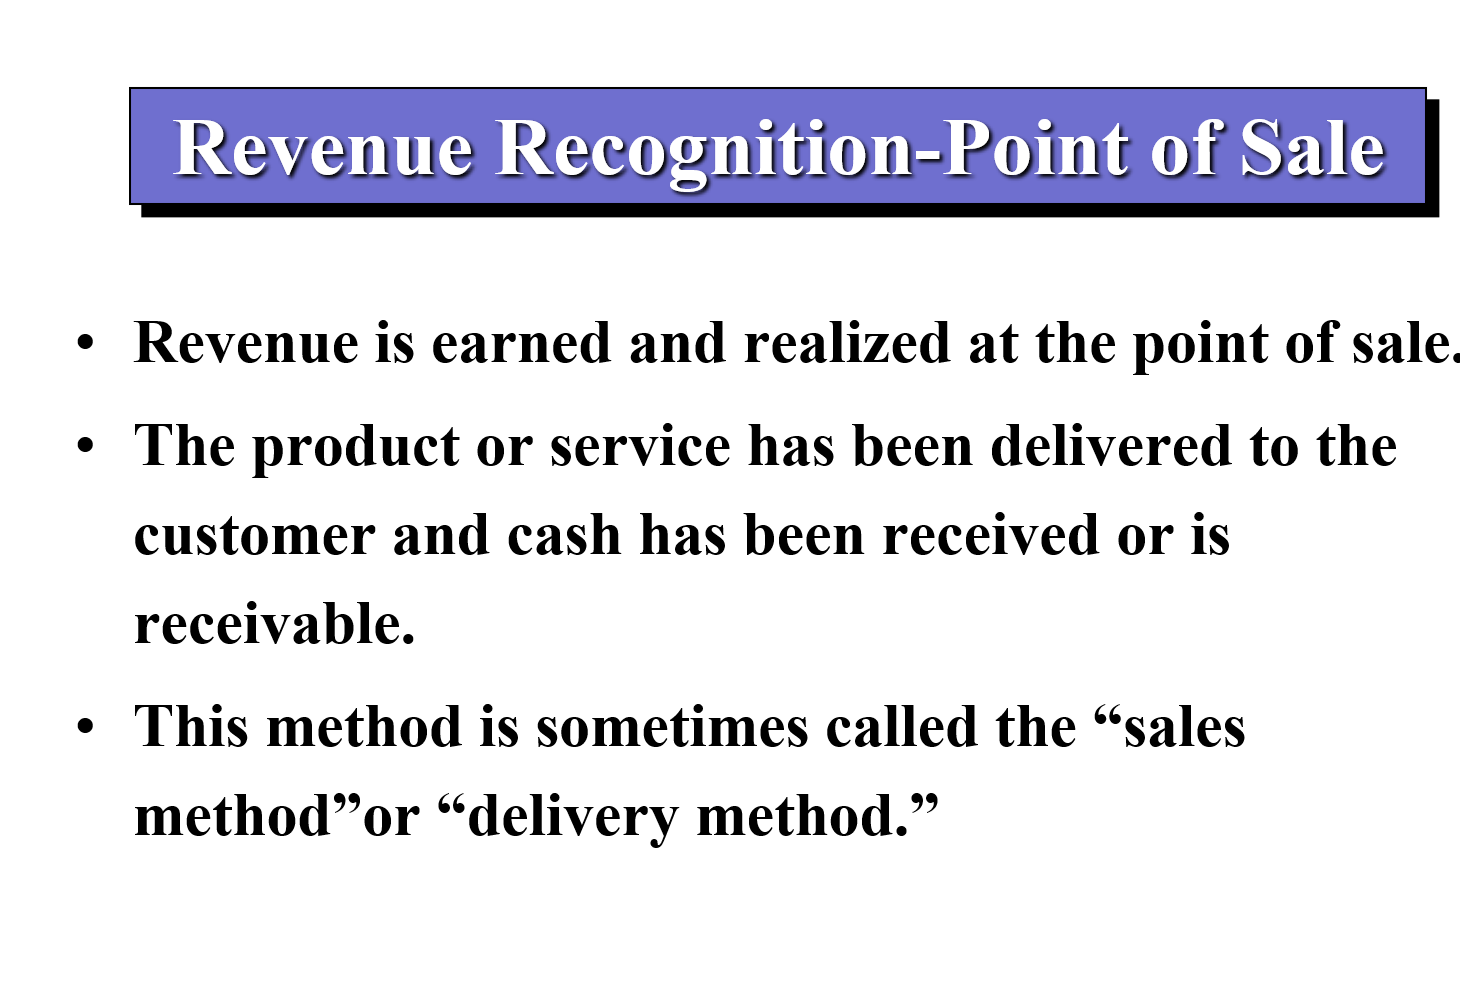 Revenue Recognition-Point of Sale
• Revenue is earned and realized at the point of sale.
• The product or service has been delivered to the
customer and cash has been received or is
receivable.
• This method is sometimes called the “sales
method”or “delivery method.”